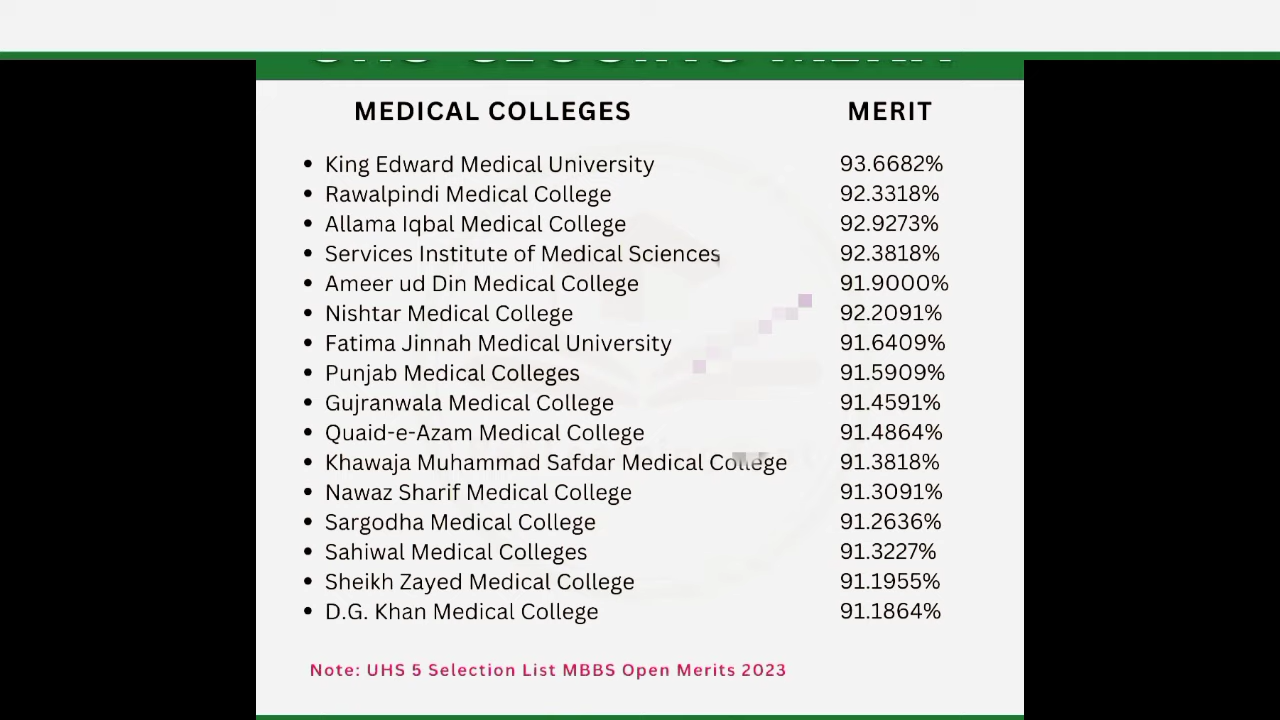 MEDICAL COLLEGES MERIT
• King Edward Medical University 93.6682%
• Rawalpindi Medical College 92.3318%
• Allama Iqbal Medical College 92.9273%
• Services Institute of Medical Sciences 92.3818%
• Ameer ud Din Medical College 91.9000%
• Nishtar Medical College 92.2091%
• Fatima Jinnah Medical University 91.6409%
• Punjab Medical Colleges 91.5909%
• Gujranwala Medical College 91.4591%
• Quaid-e-Azam Medical College 91.4864%
• Khawaja Muhammad Safdar Medical College 91.3818%
• Nawaz Sharif Medical College 91.3091%
• Sargodha Medical College 91.2636%
• Sahiwal Medical Colleges 91.3227%
• Sheikh Zayed Medical College 91.1955%
• D.G. Khan Medical College 91.1864%
Note: UHS 5 Selection List MBBS Open Merits 2023